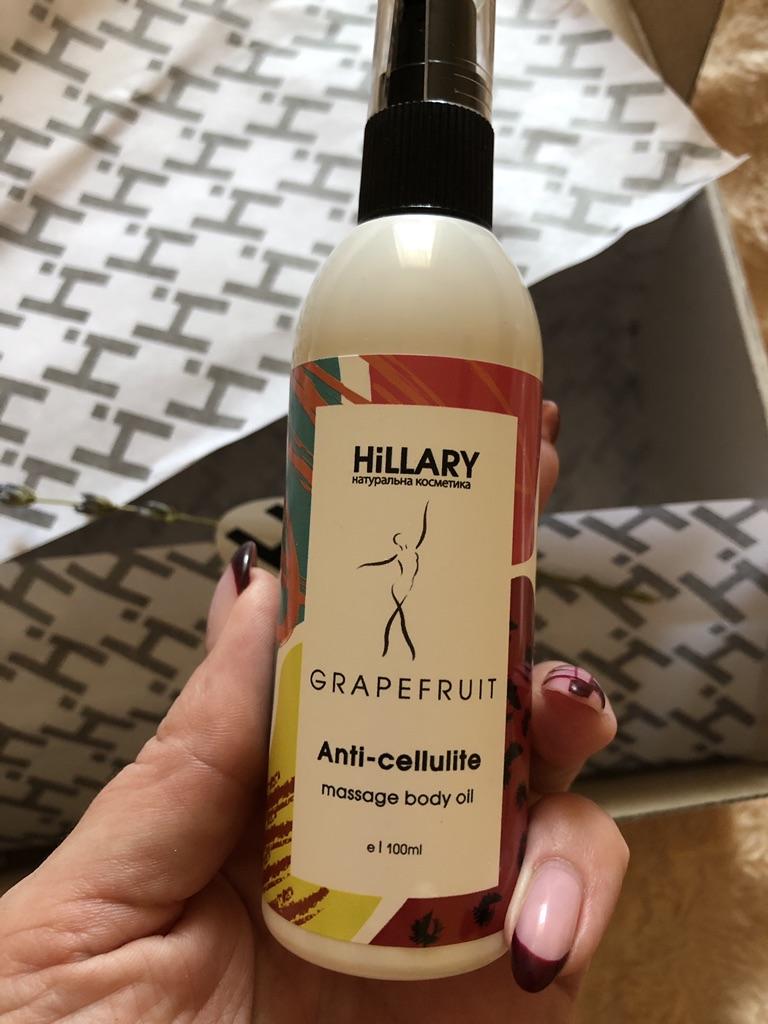 HiLLARY
натуральна косметика
GRAPEFRUIT
Anti-cellulite
massage body oil
e | 100ml